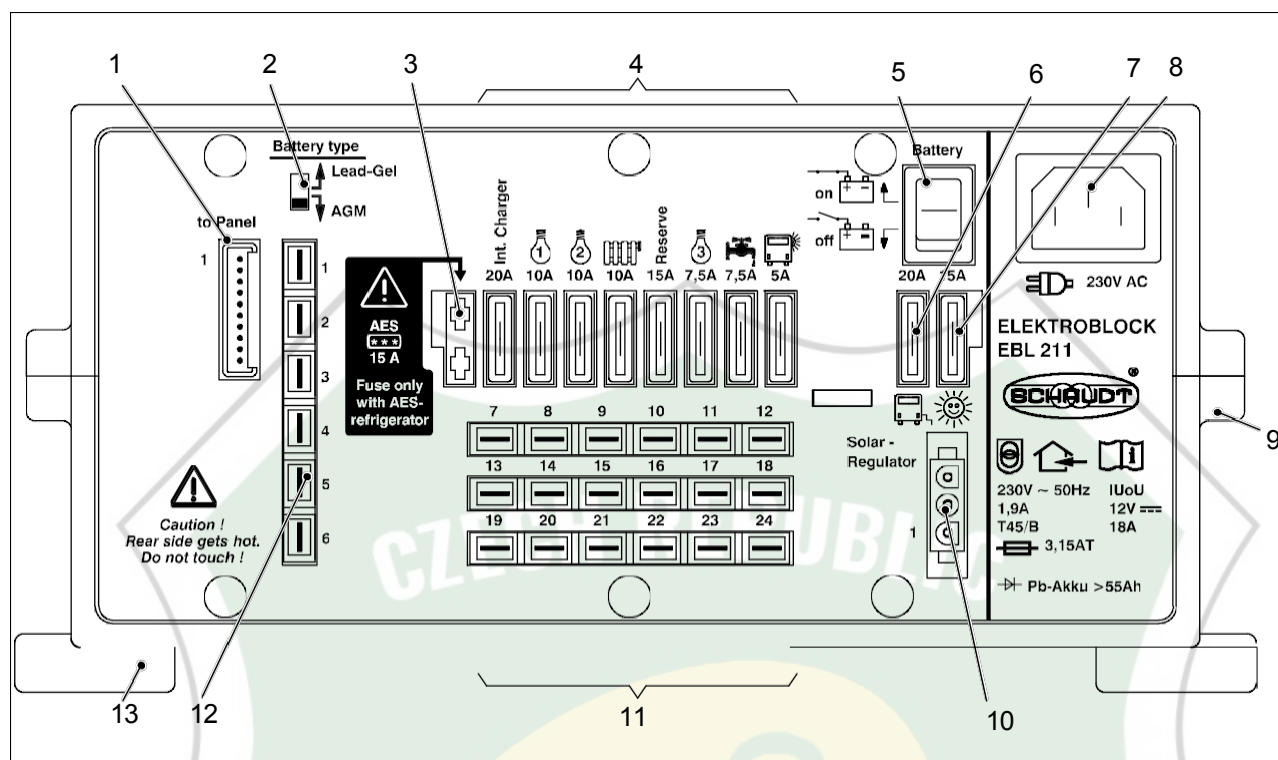 1 2 3 4 5 6 7 8
Battery type
Lead-Gel
AGM
to Panel
1
1
2
3
4
5
6
AES
***
15 A
Fuse only
with AES-
refrigerator
Caution !
Rear side gets hot.
Do not touch !
Int. Charger
1
2
Reserve
3
20A 10A 10A 10A 15A 7,5A 7,5A 5A
7 8 9 10 11 12
13 14 15 16 17 18
19 20 21 22 23 24
Battery
on
+ −
off
+ −
20A 25A
Solar -
Regulator
1
230V AC
ELEKTROBLOCK
EBL 211
SCHAUDT®
i
230V ~ 50Hz
1,9A
T45/B
3,15AT
IUoU
12V
18A
Pb-Akku >55Ah
9
10
11
12
13
CZECH REPUBLIC